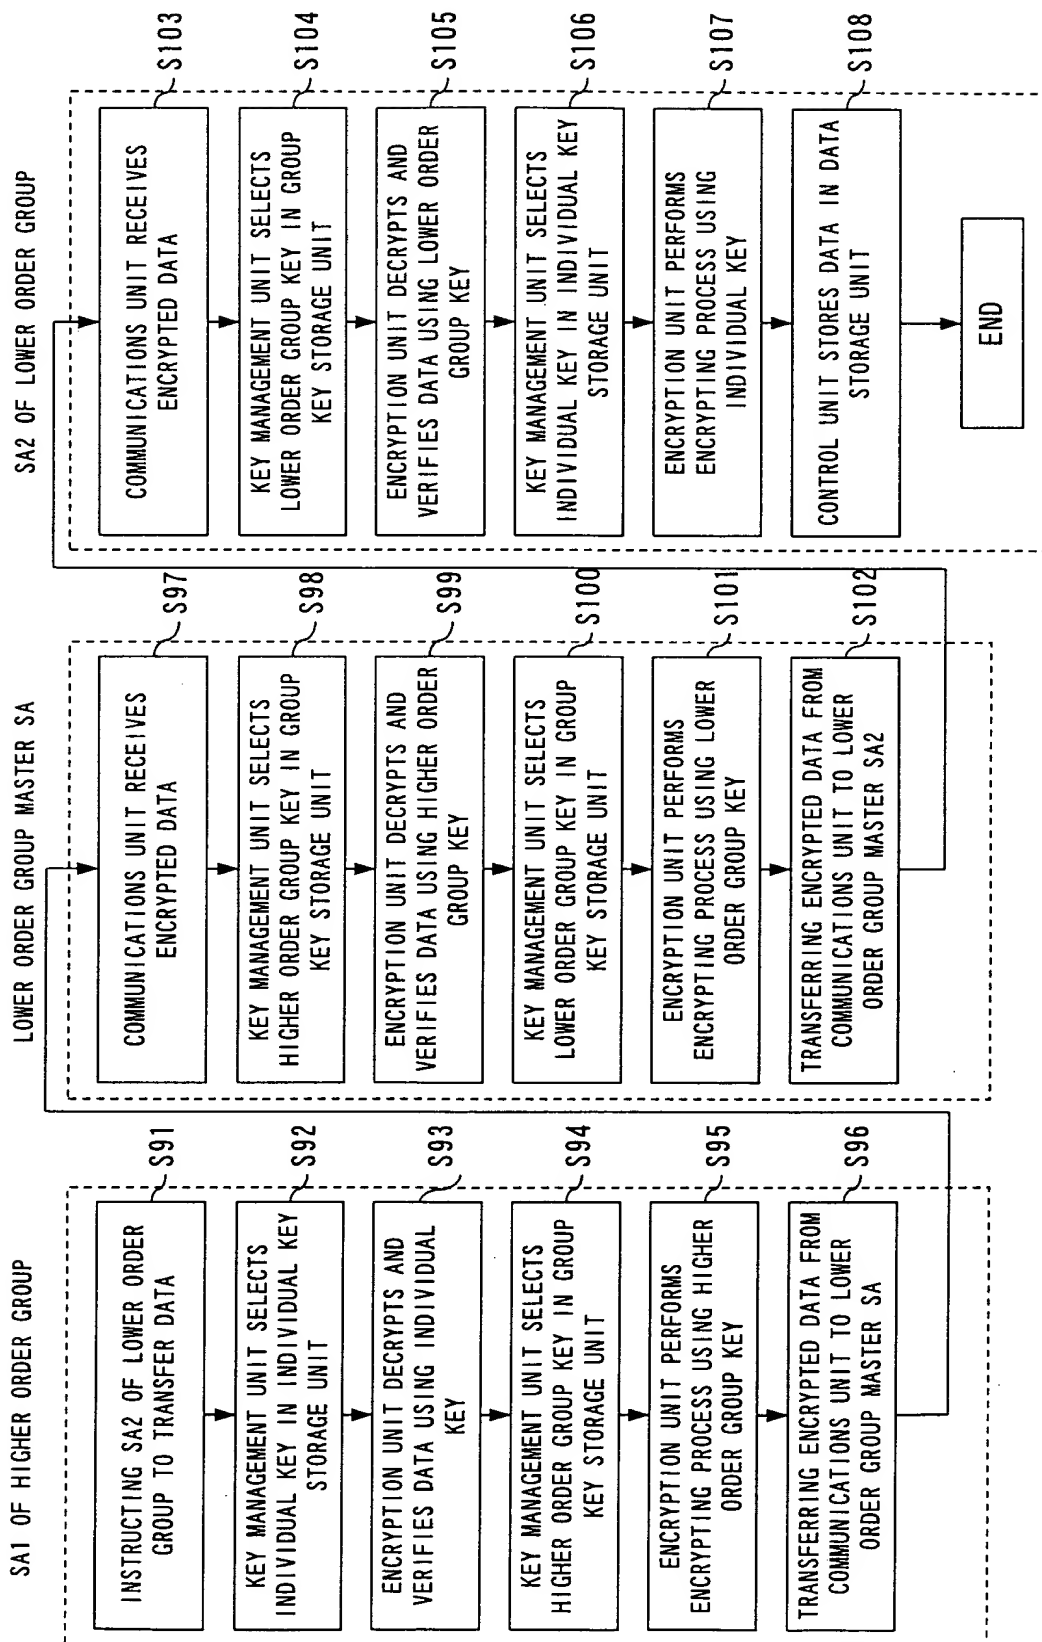 SA1 OF HIGHER ORDER GROUP
INSTRUCTING SA2 OF LOWER ORDER
GROUP TO TRANSFER DATA
S91
KEY MANAGEMENT UNIT SELECTS
INDIVIDUAL KEY IN INDIVIDUAL KEY
STORAGE UNIT
S92
ENCRYPTION UNIT DECRYPTS AND
VERIFIES DATA USING INDIVIDUAL
KEY
S93
KEY MANAGEMENT UNIT SELECTS
HIGHER ORDER GROUP KEY IN GROUP
KEY STORAGE UNIT
S94
ENCRYPTION UNIT PERFORMS
ENCRYPTING PROCESS USING HIGHER
ORDER GROUP KEY
S95
TRANSFERRING ENCRYPTED DATA FROM
COMMUNICATIONS UNIT TO LOWER
ORDER GROUP MASTER SA
S96
LOWER ORDER GROUP MASTER SA
COMMUNICATIONS UNIT RECEIVES
ENCRYPTED DATA
S97
KEY MANAGEMENT UNIT SELECTS
HIGHER ORDER GROUP KEY IN GROUP
KEY STORAGE UNIT
S98
ENCRYPTION UNIT DECRYPTS AND
VERIFIES DATA USING HIGHER ORDER
GROUP KEY
S99
KEY MANAGEMENT UNIT SELECTS
LOWER ORDER GROUP KEY IN GROUP
KEY STORAGE UNIT
S100
ENCRYPTION UNIT PERFORMS
ENCRYPTING PROCESS USING LOWER
ORDER GROUP KEY
S101
TRANSFERRING ENCRYPTED DATA FROM
COMMUNICATIONS UNIT TO LOWER
ORDER GROUP MASTER SA2
S102
SA2 OF LOWER ORDER GROUP
COMMUNICATIONS UNIT RECEIVES
ENCRYPTED DATA
S103
KEY MANAGEMENT UNIT SELECTS
LOWER ORDER GROUP KEY IN GROUP
KEY STORAGE UNIT
S104
ENCRYPTION UNIT DECRYPTS AND
VERIFIES DATA USING LOWER ORDER
GROUP KEY
S105
KEY MANAGEMENT UNIT SELECTS
INDIVIDUAL KEY IN INDIVIDUAL KEY
STORAGE UNIT
S106
ENCRYPTION UNIT PERFORMS
ENCRYPTING PROCESS USING
INDIVIDUAL KEY
S107
CONTROL UNIT STORES DATA IN DATA
STORAGE UNIT
S108
END